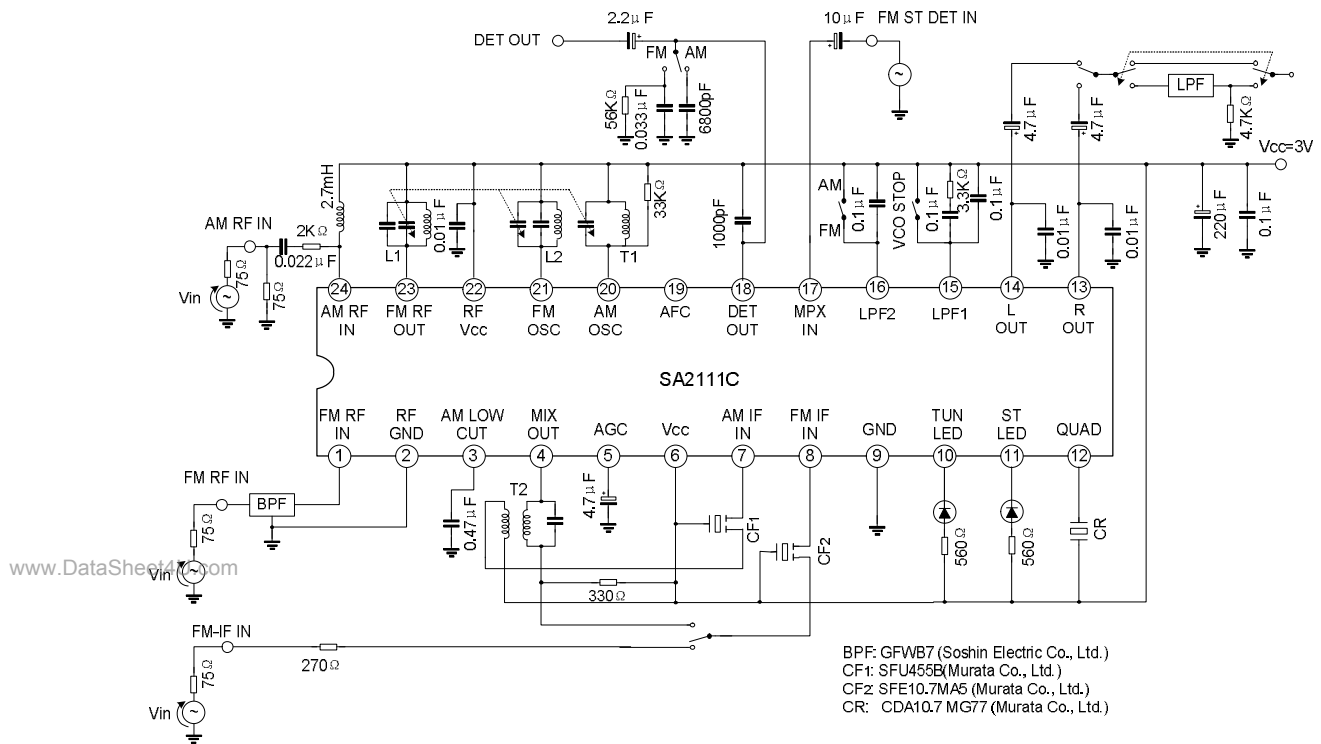 2.2μF
10μF
FM ST DET IN
DET OUT
FM
AM
56KΩ
0.033μF
6800pF
4.7μF
4.7μF
LPF
4.7KΩ
Vcc=3V
2.7mH
AM RF IN
2KΩ
0.022μF
75Ω
75Ω
Vin
L1
0.01μF
L2
T1
33KΩ
1000pF
AM
FM
0.1μF
VCO STOP
0.1μF
3.3KΩ
0.1μF
0.01μF
0.01μF
220μF
0.1μF
24
23
22
21
20
19
18
17
16
15
14
13
AM RF IN
FM RF OUT
RF Vcc
FM OSC
AM OSC
AFC
DET OUT
MPX IN
LPF2
LPF1
L OUT
R OUT
SA2111C
FM RF IN
RF GND
AM LOW CUT
MIX OUT
AGC
Vcc
AM IF IN
FM IF IN
GND
TUN LED
ST LED
QUAD
1
2
3
4
5
6
7
8
9
10
11
12
FM RF IN
BPF
75Ω
Vin
0.47μF
T2
4.7μF
CF1
CF2
560Ω
560Ω
CR
330Ω
www.DataSheet4U.com
FM-IF IN
270Ω
75Ω
Vin
BPF: GFWB7 (Soshin Electric Co., Ltd.)
CF1: SFU455B(Murata Co., Ltd.)
CF2: SFE10.7MA5 (Murata Co., Ltd.)
CR: CDA10.7 MG77 (Murata Co., Ltd.)